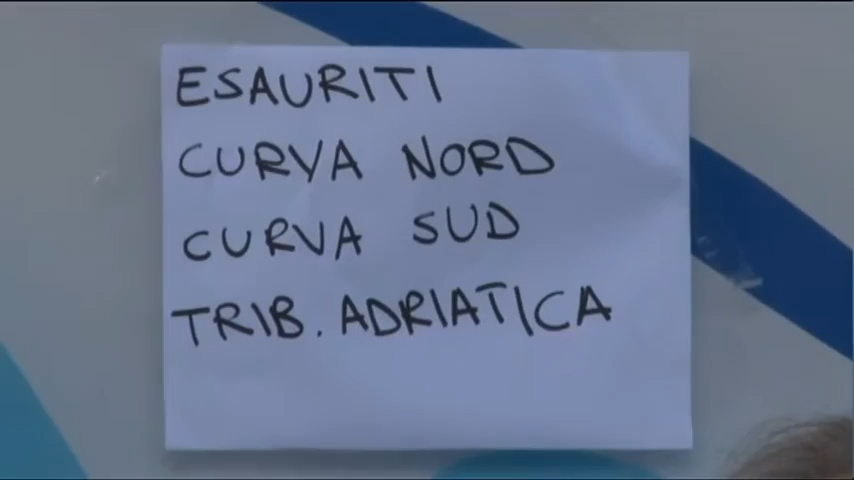 ESAURITI
CURVA NORD
CURVA SUD
TRIB. ADRIATICA